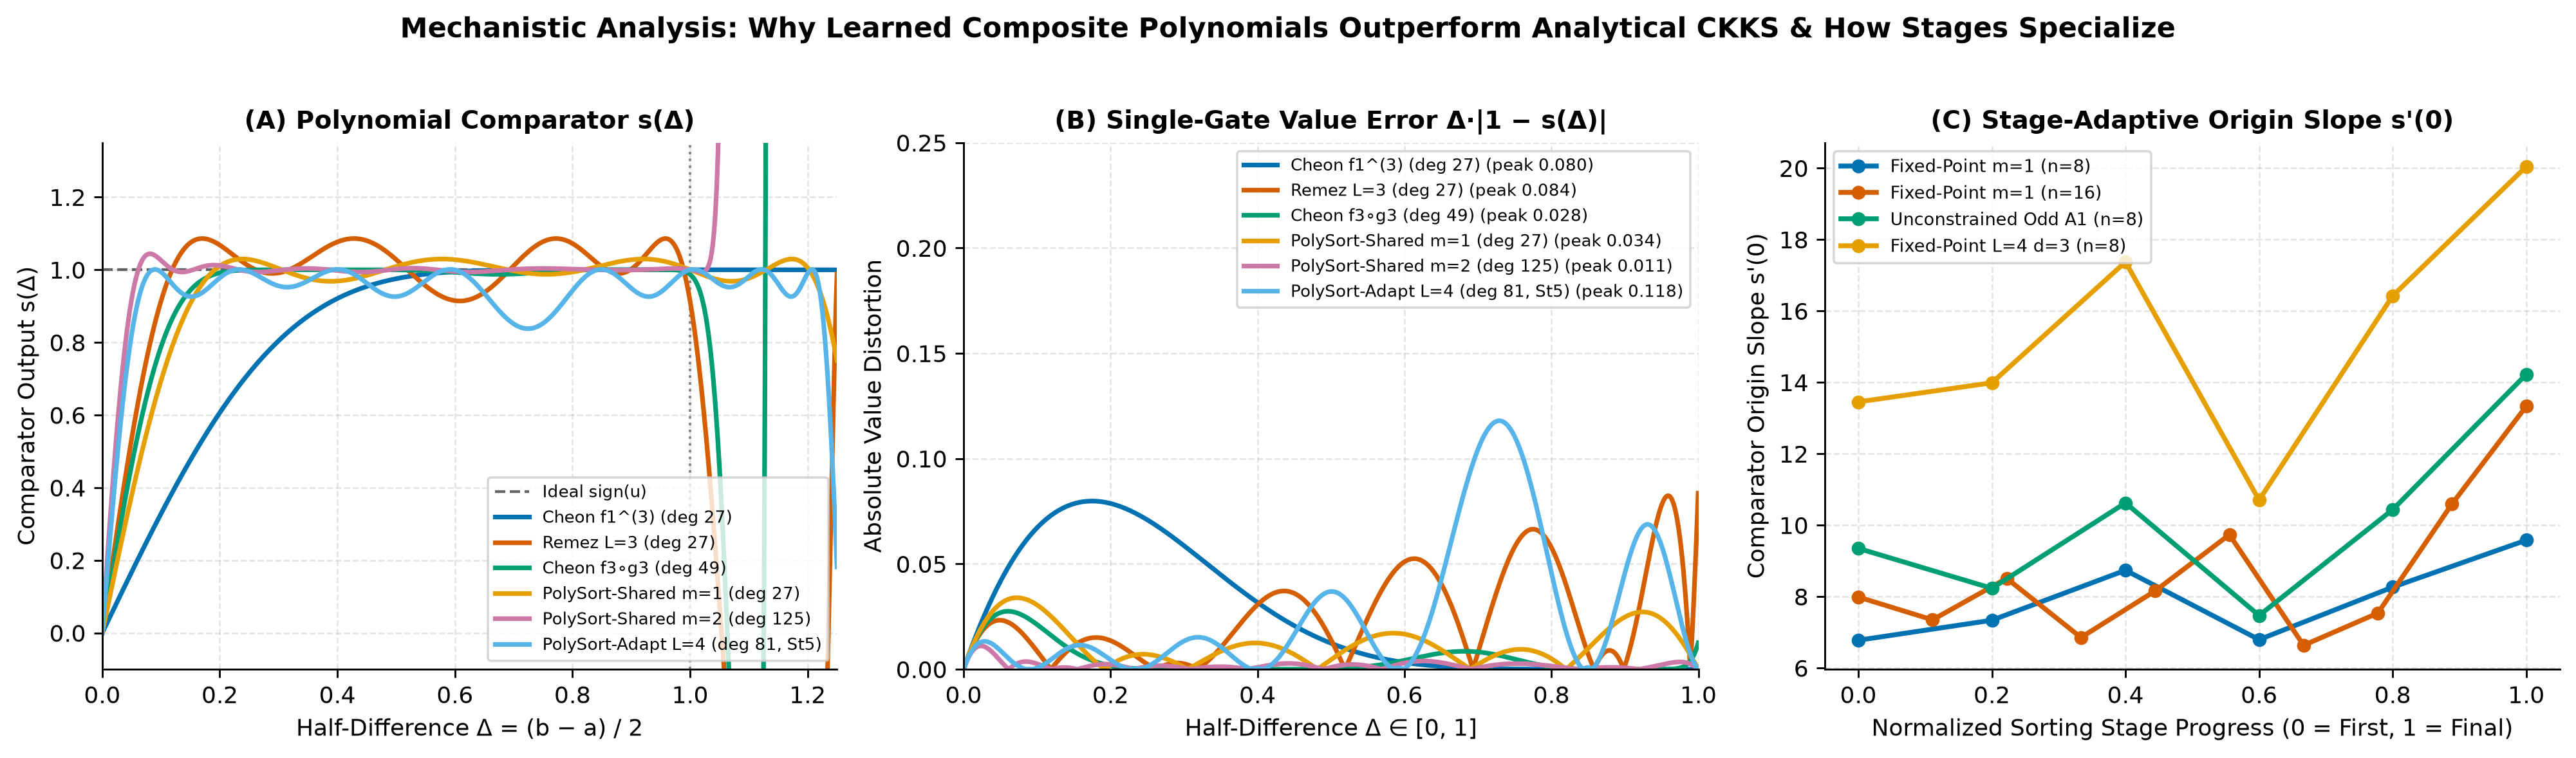 Mechanistic Analysis: Why Learned Composite Polynomials Outperform Analytical CKKS & How Stages Specialize
(A) Polynomial Comparator s(Δ)
Comparator Output s(Δ)
1.2
1.0
0.8
0.6
0.4
0.2
0.0
Ideal sign(u)
Cheon f1^(3) (deg 27)
Remez L=3 (deg 27)
Cheon f3∘g3 (deg 49)
PolySort-Shared m=1 (deg 27)
PolySort-Shared m=2 (deg 125)
PolySort-Adapt L=4 (deg 81, St5)
0.0 0.2 0.4 0.6 0.8 1.0 1.2
Half-Difference Δ = (b − a) / 2
(B) Single-Gate Value Error Δ·|1 − s(Δ)|
Absolute Value Distortion
0.25
0.20
0.15
0.10
0.05
0.00
Cheon f1^(3) (deg 27) (peak 0.080)
Remez L=3 (deg 27) (peak 0.084)
Cheon f3∘g3 (deg 49) (peak 0.028)
PolySort-Shared m=1 (deg 27) (peak 0.034)
PolySort-Shared m=2 (deg 125) (peak 0.011)
PolySort-Adapt L=4 (deg 81, St5) (peak 0.118)
0.0 0.2 0.4 0.6 0.8 1.0
Half-Difference Δ ∈ [0, 1]
(C) Stage-Adaptive Origin Slope s'(0)
Comparator Origin Slope s'(0)
20
18
16
14
12
10
8
6
Fixed-Point m=1 (n=8)
Fixed-Point m=1 (n=16)
Unconstrained Odd A1 (n=8)
Fixed-Point L=4 d=3 (n=8)
0.0 0.2 0.4 0.6 0.8 1.0
Normalized Sorting Stage Progress (0 = First, 1 = Final)